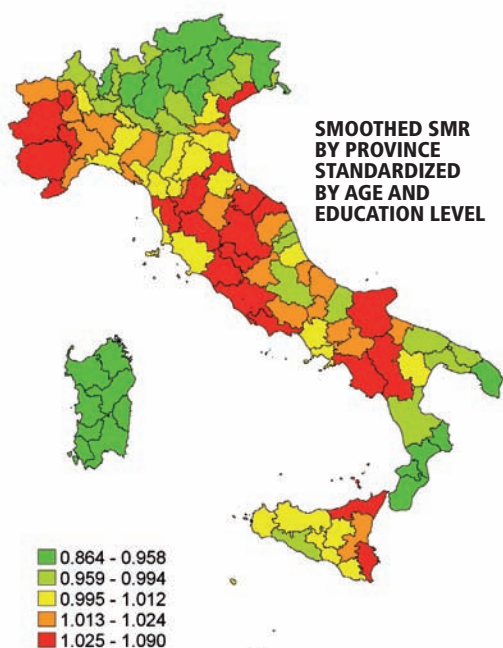 SMOOTHED SMR
BY PROVINCE
STANDARDIZED
BY AGE AND
EDUCATION LEVEL
0.864 - 0.958
0.959 - 0.994
0.995 - 1.012
1.013 - 1.024
1.025 - 1.090